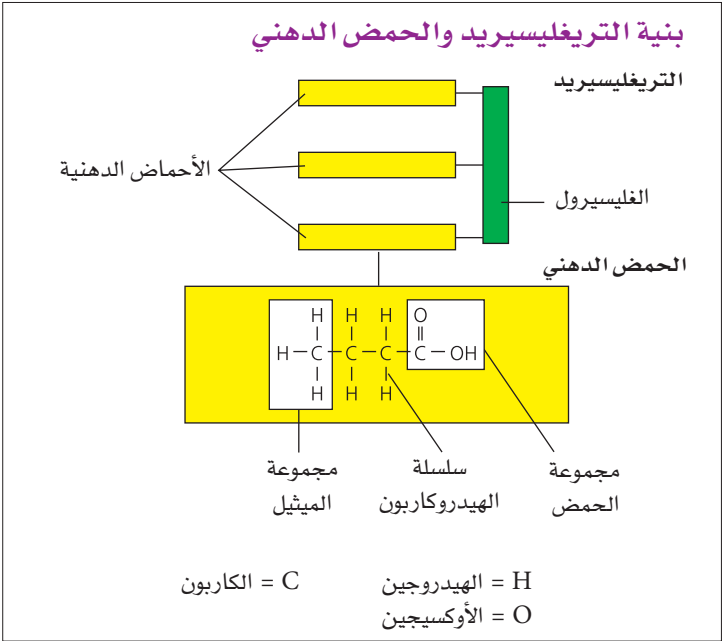 بنية التريغليسيريد والحمض الدهني
التريغليسيريد
الأحماض الدهنية
الغليسيرول
الحمض الدهني
H H H O
H – C – C – C – C – OH
H H H
مجموعة
الحمض
سلسلة
الهيدروكاربون
مجموعة
الميثيل
H = الهيدروجين
C = الكاربون
O = الأوكسيجين